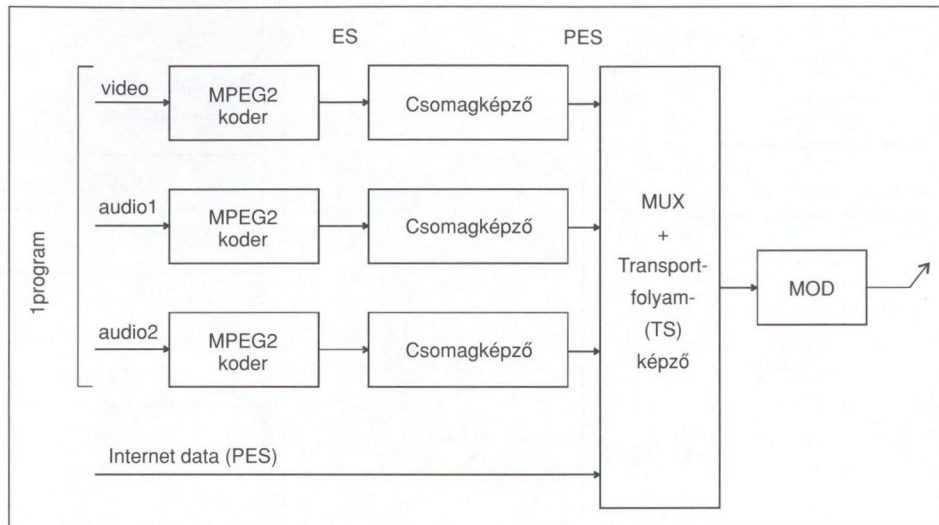 ES
PES
video
MPEG2
koder
Csomagképző
audio1
MPEG2
koder
Csomagképző
audio2
MPEG2
koder
Csomagképző
1program
Internet data (PES)
MUX
+
Transport-
folyam-
(TS)
képző
MOD